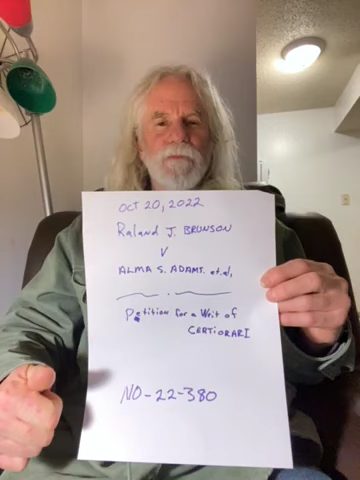 OCT 20, 2022
Raland J. BRUNSON
V
ALMA S. ADAMS. et.al,
Petition for a Writ of
CERTIORARI
NO-22-380